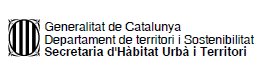 Generalitat de Catalunya
Departament de territori i Sostenibilitat
Secretaria d'Hàbitat Urbà i Territori